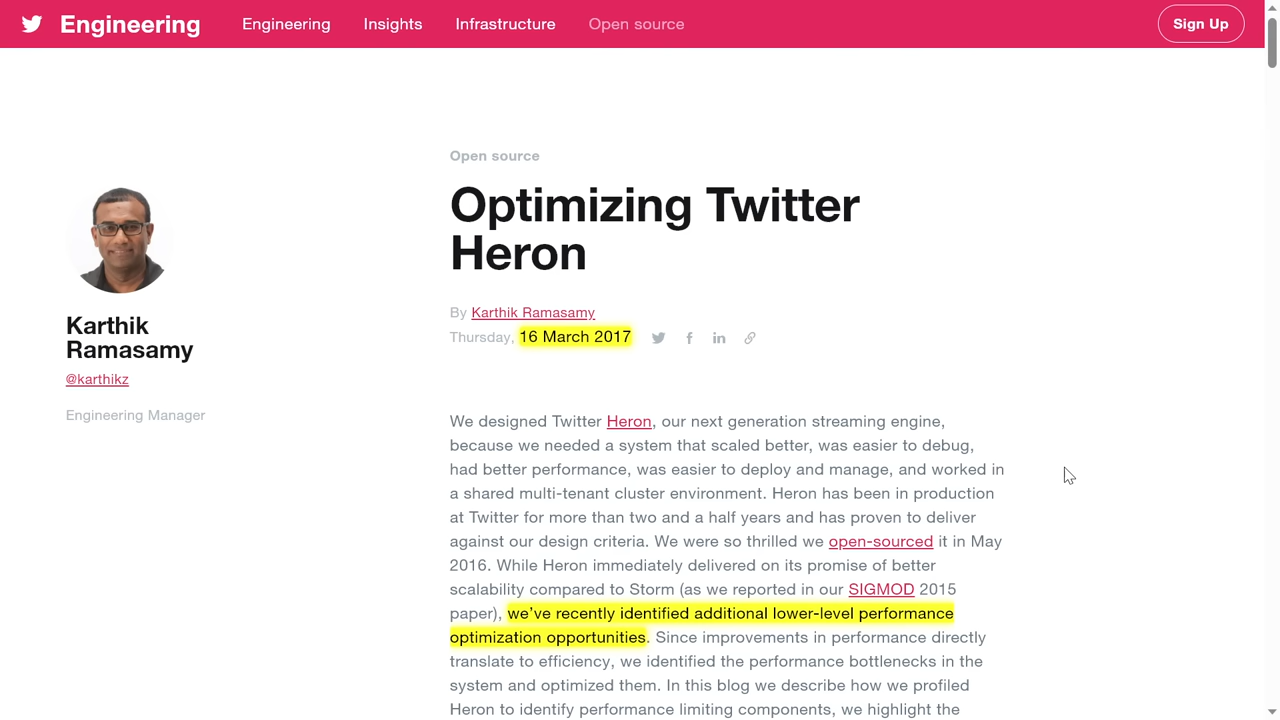 Engineering Engineering Insights Infrastructure Open source Sign Up
Open source
Optimizing Twitter
Heron
By Karthik Ramasamy
Thursday, 16 March 2017
Karthik
Ramasamy
@karthikz
Engineering Manager
We designed Twitter Heron, our next generation streaming engine,
because we needed a system that scaled better, was easier to debug,
had better performance, was easier to deploy and manage, and worked in
a shared multi-tenant cluster environment. Heron has been in production
at Twitter for more than two and a half years and has proven to deliver
against our design criteria. We were so thrilled we open-sourced it in May
2016. While Heron immediately delivered on its promise of better
scalability compared to Storm (as we reported in our SIGMOD 2015
paper), we’ve recently identified additional lower-level performance
optimization opportunities. Since improvements in performance directly
translate to efficiency, we identified the performance bottlenecks in the
system and optimized them. In this blog we describe how we profiled
Heron to identify performance limiting components, we highlight the